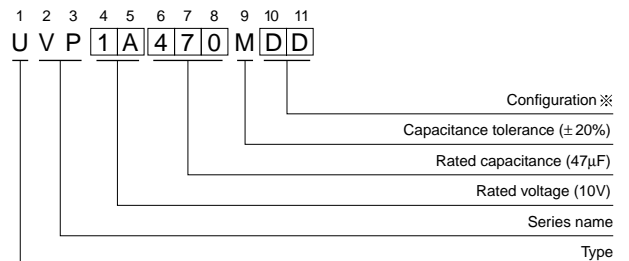 1 2 3 4 5 6 7 8 9 10 11
U V P 1 A 4 7 0 M D D
Configuration ※
Capacitance tolerance (±20%)
Rated capacitance (47μF)
Rated voltage (10V)
Series name
Type